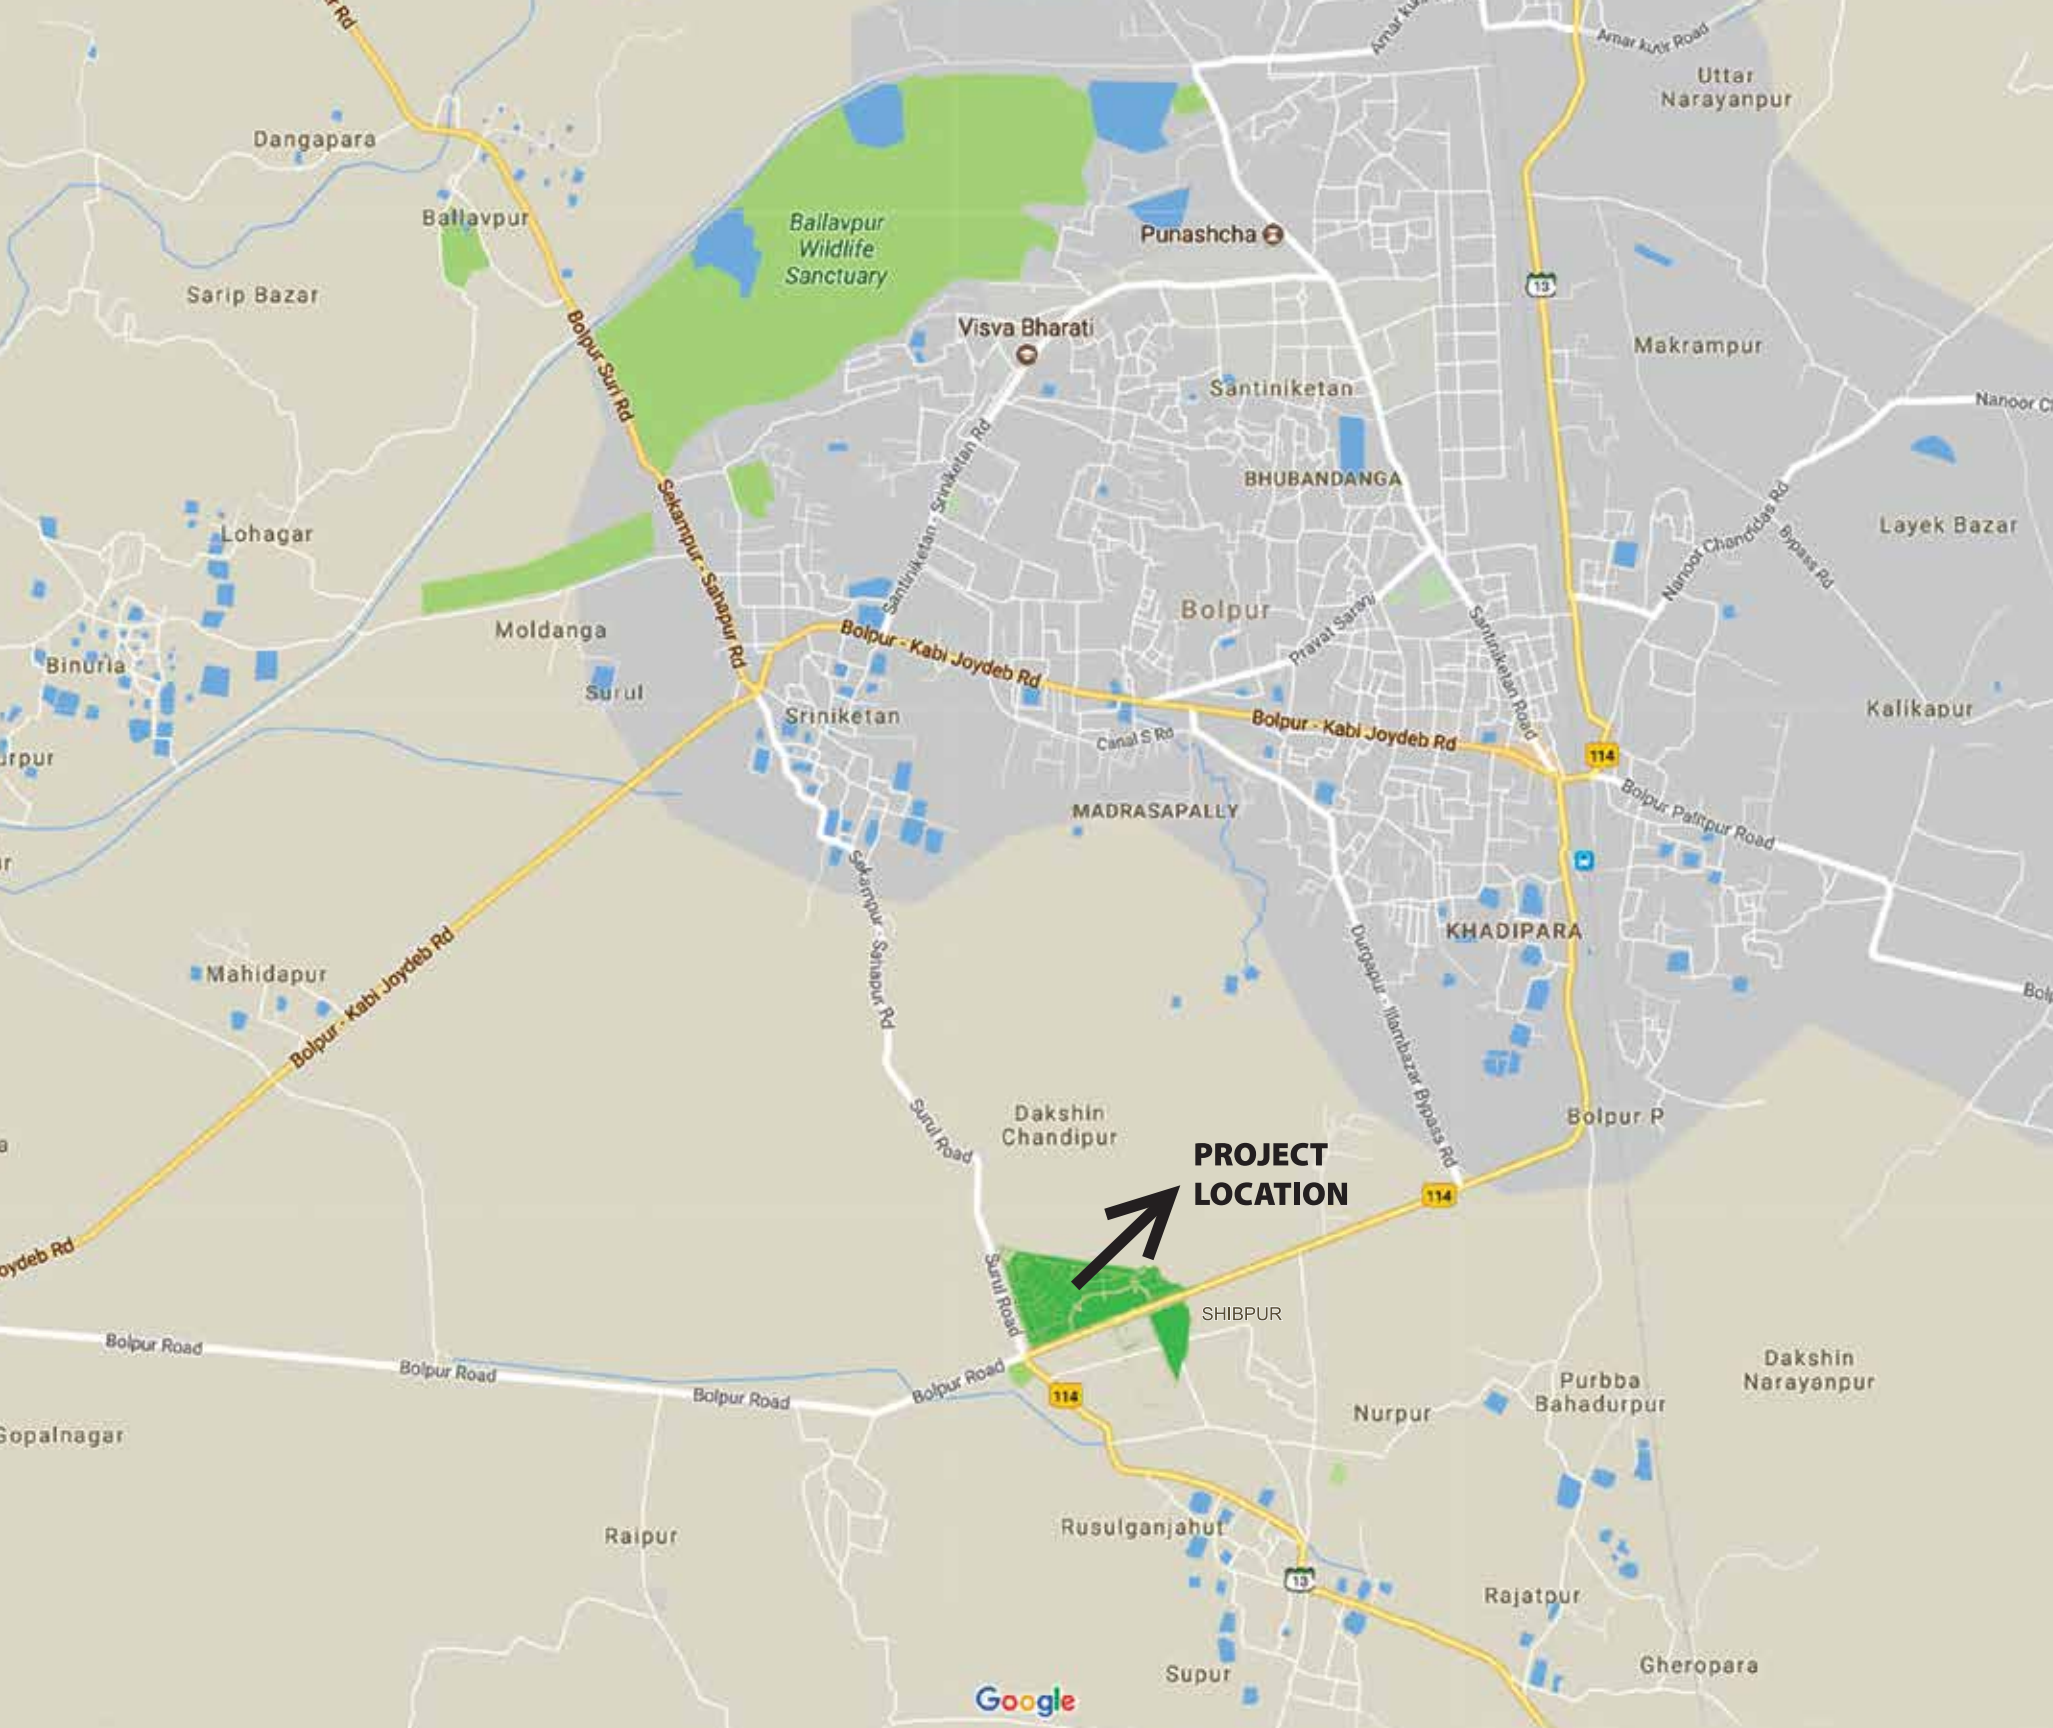 Amar kutir Road
Uttar
Narayanpur
Dangapara
Ballavpur
Ballavpur
Wildlife
Sanctuary
Punashcha
Sarip Bazar
13
Bolpur Suri Rd
Visva Bharati
Makrampur
Santiniketan
Nanoor
BHUBANDANGA
Santiniketan - Sriniketan Rd
Sekampur - Sahapur Rd
Lohagar
Nanoor Chandidas Rd
Bypass Rd
Layek Bazar
Moldanga
Bolpur
Pravat Sarani
Santiniketan Road
Bolpur - Kabi Joydeb Rd
Binuria
Surul
Sriniketan
Kalikapur
Canal S Rd
Bolpur - Kabi Joydeb Rd
114
MADRASAPALLY
Bolpur Palitpur Road
Sekampur - Sahapur Rd
KHADIPARA
Mahidapur
Bolpur - Kabi Joydeb Rd
Durgapur - Illambazar Bypass Rd
Surul Road
Dakshin
Chandipur
Bolpur P
PROJECT
LOCATION
114
Surul Road
SHIBPUR
Bolpur Road
Bolpur Road
Bolpur Road
Bolpur Road
114
Dakshin
Narayanpur
Purbba
Bahadurpur
Nurpur
Gopalnagar
Raipur
Rusulganjahut
13
Rajatpur
Supur
Gheropara
Google